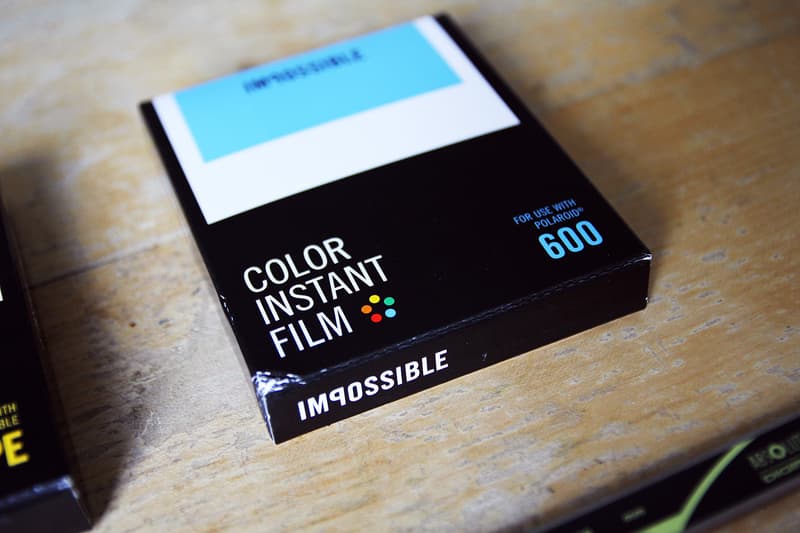 IMPOSSIBLE
FOR USE WITH
POLAROID®
600
COLOR
INSTANT
FILM
IMPOSSIBLE